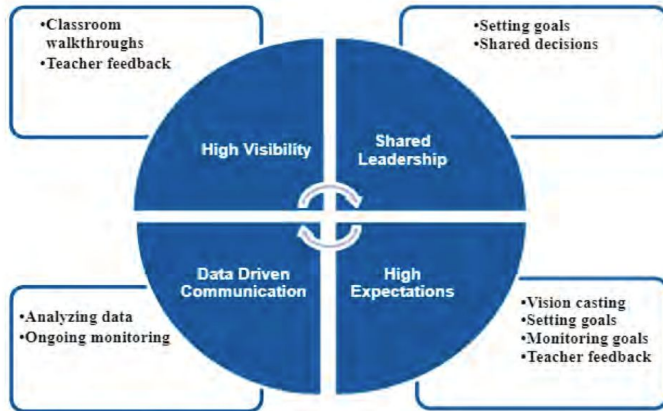 •Classroom
walkthroughs
•Teacher feedback
•Setting goals
•Shared decisions
High Visibility
Shared
Leadership
Data Driven
Communication
High
Expectations
•Analyzing data
•Ongoing monitoring
•Vision casting
•Setting goals
•Monitoring goals
•Teacher feedback